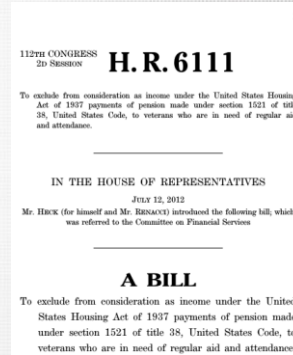 112TH CONGRESS
2D SESSION
H. R. 6111
To exclude from consideration as income under the United States Housin
Act of 1937 payments of pension made under section 1521 of titl
38, United States Code, to veterans who are in need of regular ai
and attendance.
IN THE HOUSE OF REPRESENTATIVES
JULY 12, 2012
Mr. HECK (for himself and Mr. RENACCI) introduced the following bill; which
was referred to the Committee on Financial Services
A BILL
To exclude from consideration as income under the United
States Housing Act of 1937 payments of pension made
under section 1521 of title 38, United States Code, to
veterans who are in need of regular aid and attendance